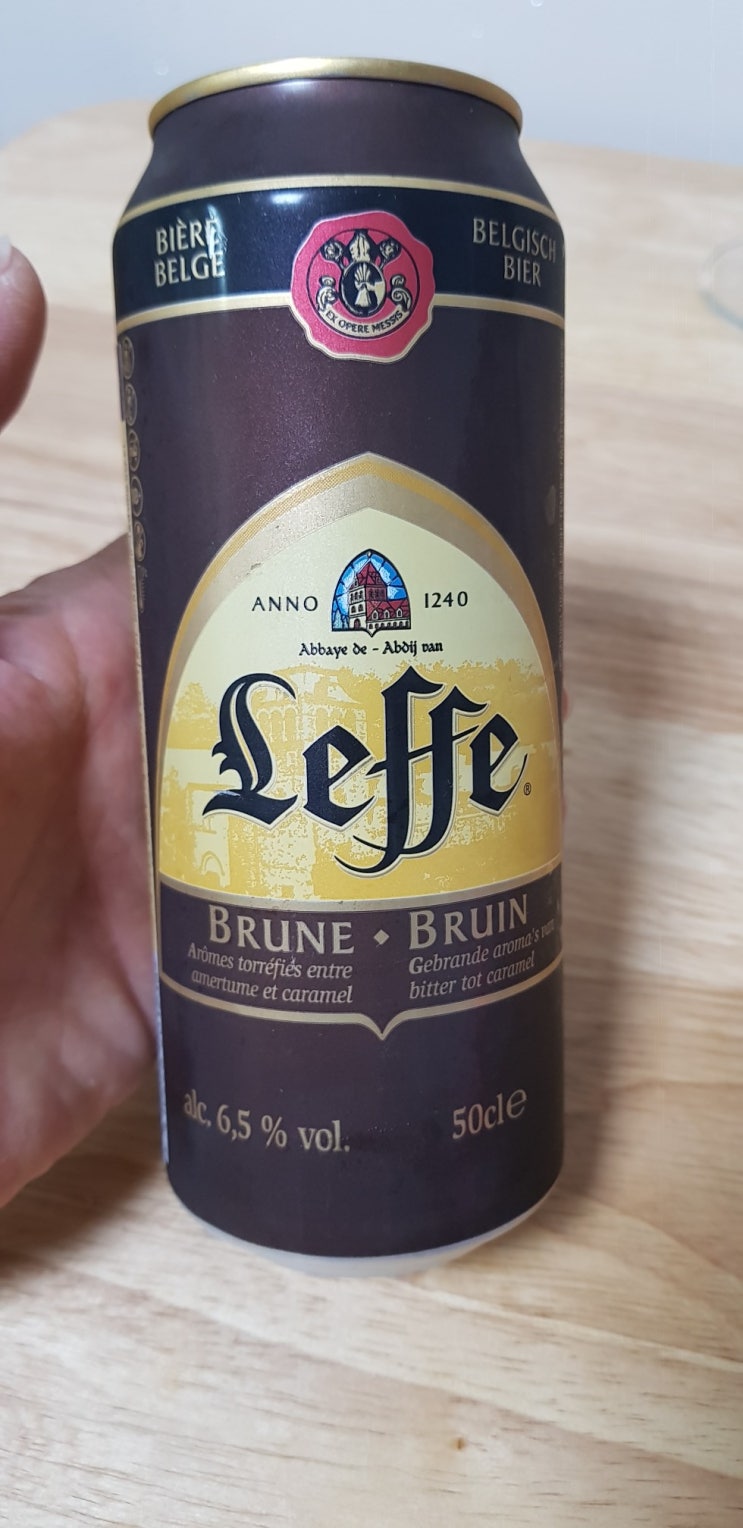 BIÈRE
BELGE
BELGISCH
BIER
EX OPERE MESSIS
ANNO 1240
Abbaye de - Abdij van
Leffe®
BRUNE • BRUIN
Arômes torréfiés entre
amertume et caramel
Gebrande aroma's van
bitter tot caramel
alc. 6,5 % vol.
50cl e